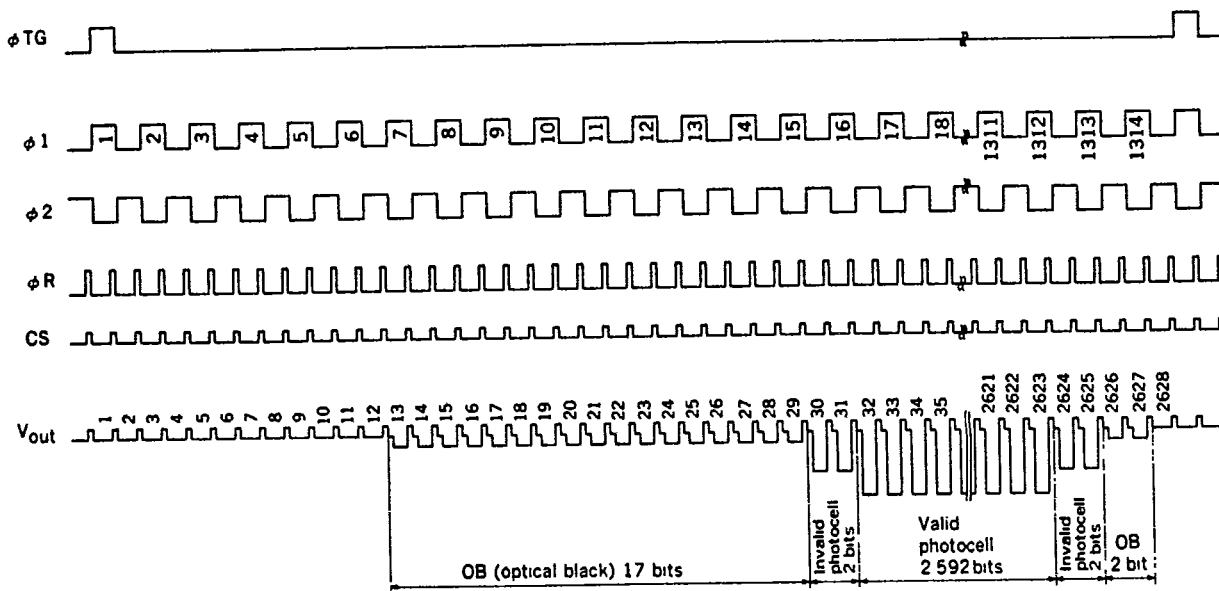 φTG
φ1
1 2 3 4 5 6 7 8 9 10 11 12 13 14 15 16 17 18 1311 1312 1313 1314
φ2
φR
CS
Vout
1 2 3 4 5 6 7 8 9 10 11 12 13 14 15 16 17 18 19 20 21 22 23 24 25 26 27 28 29 30 31 32 33 34 35 2621 2622 2623 2624 2625 2626 2627 2628
OB (optical black) 17 bits
Invalid
photocell
2 bits
Valid
photocell
2 592 bits
Invalid
photocell
2 bits
OB
2 bit